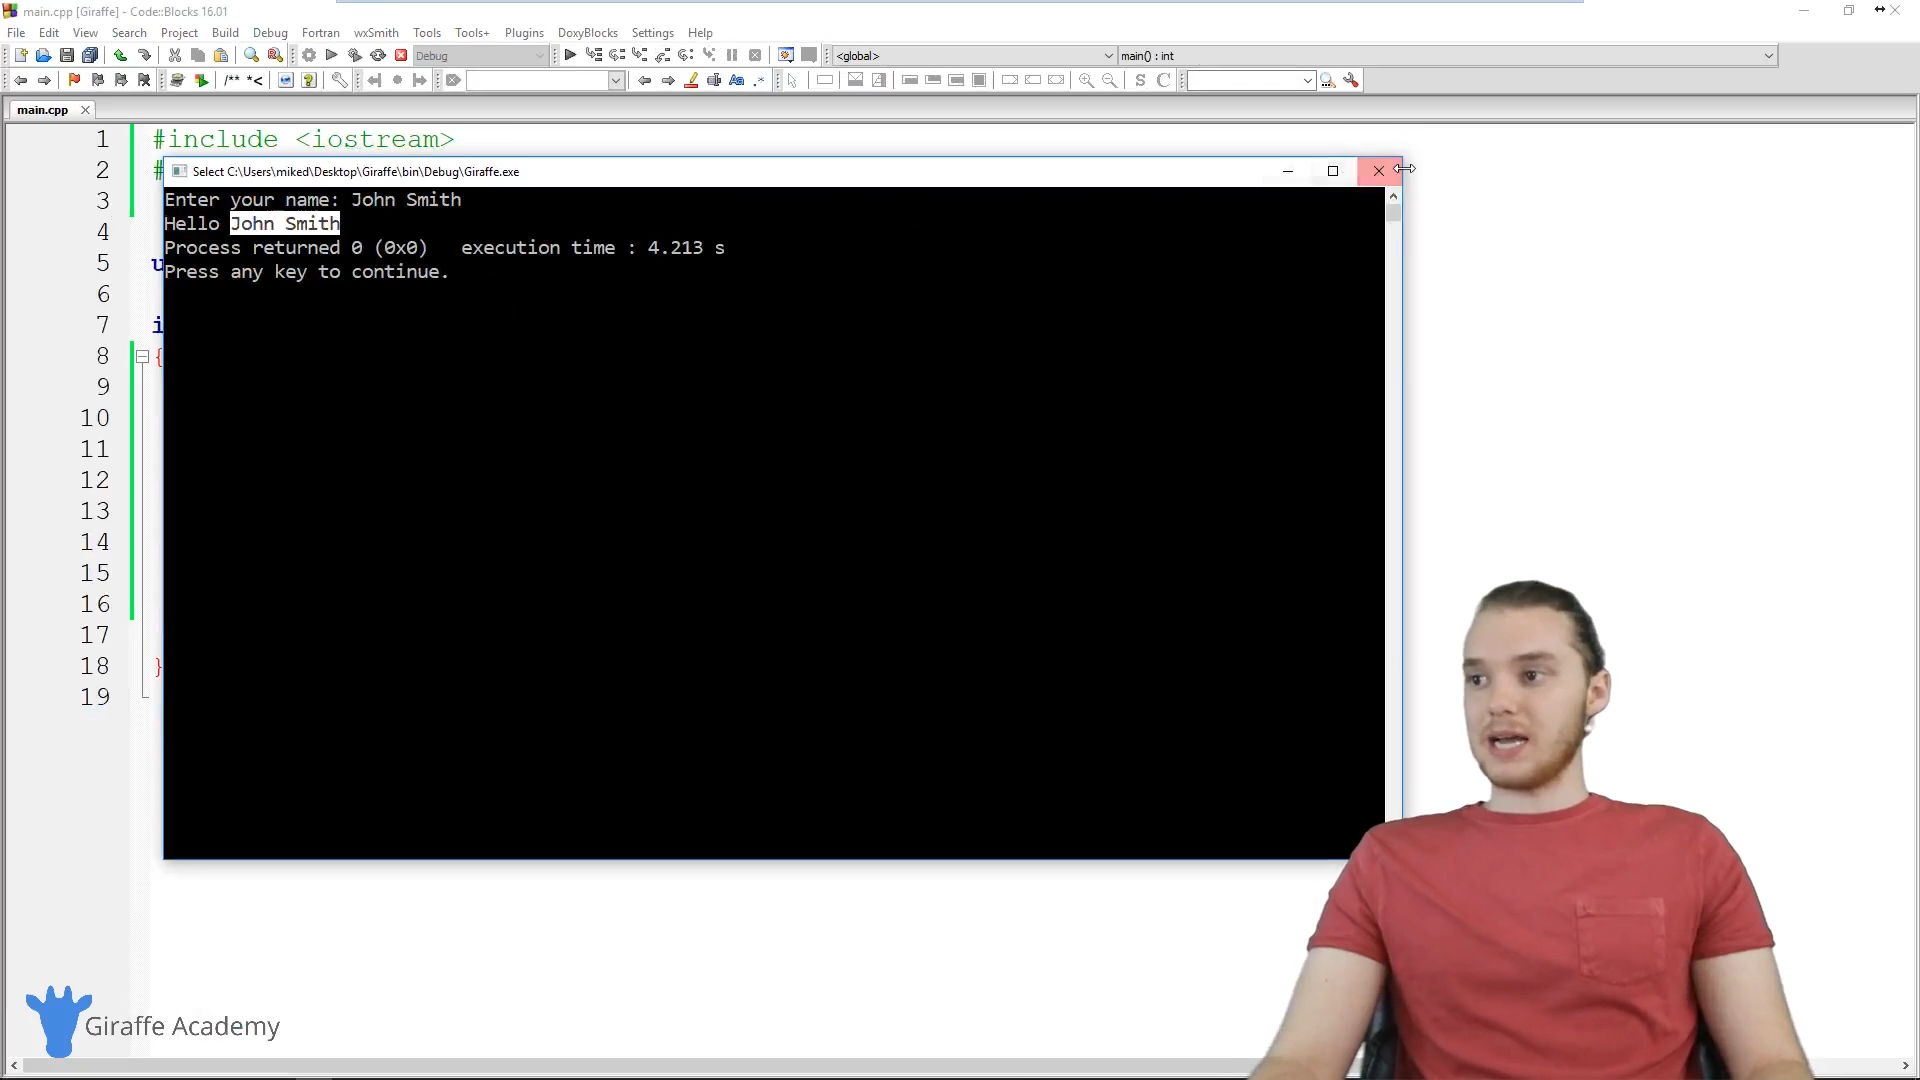 main.cpp [Giraffe] - Code::Blocks 16.01
File Edit View Search Project Build Debug Fortran wxSmith Tools Tools+ Plugins DoxyBlocks Settings Help
Debug <global> main() : int
/** *< Aa .* S C
main.cpp
1 #include <iostream>
2 #
3
4
5 u
6
7 i
8 {
9
10
11
12
13
14
15
16
17
18 }
19
Select C:\Users\miked\Desktop\Giraffe\bin\Debug\Giraffe.exe
Enter your name: John Smith
Hello John Smith
Process returned 0 (0x0)   execution time : 4.213 s
Press any key to continue.
Giraffe Academy